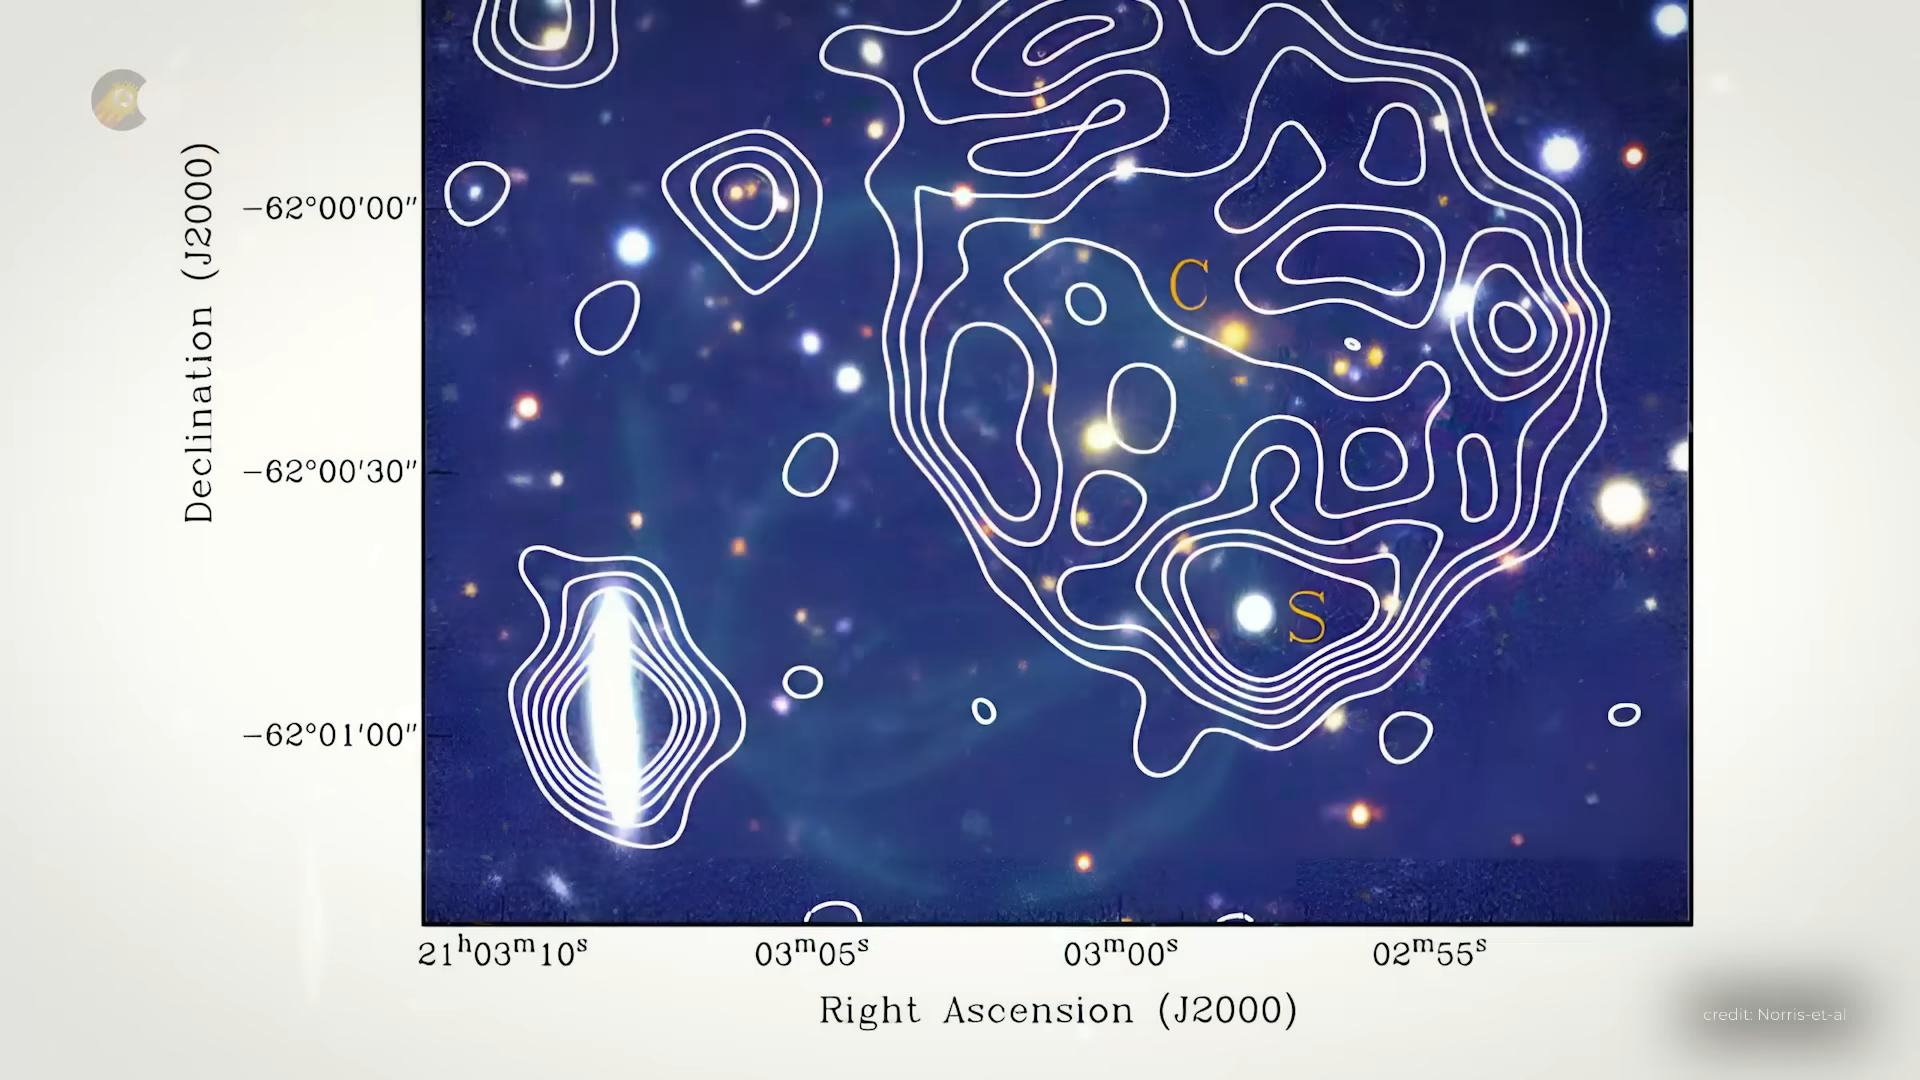 Declination (J2000)
−62°00′00″
−62°00′30″
−62°01′00″
C
S
21ʰ03ᵐ10ˢ
03ᵐ05ˢ
03ᵐ00ˢ
02ᵐ55ˢ
Right Ascension (J2000)
credit: Norris-et-al